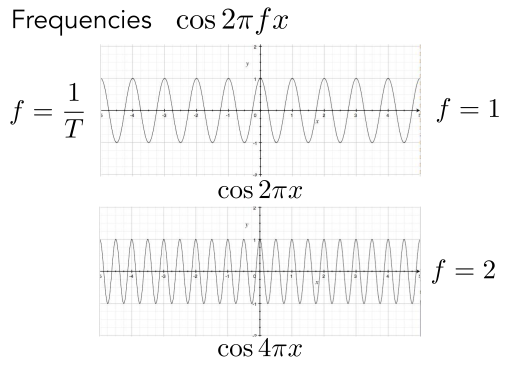 Frequencies cos 2πfx
f = 1/T
f = 1
cos 2πx
f = 2
cos 4πx